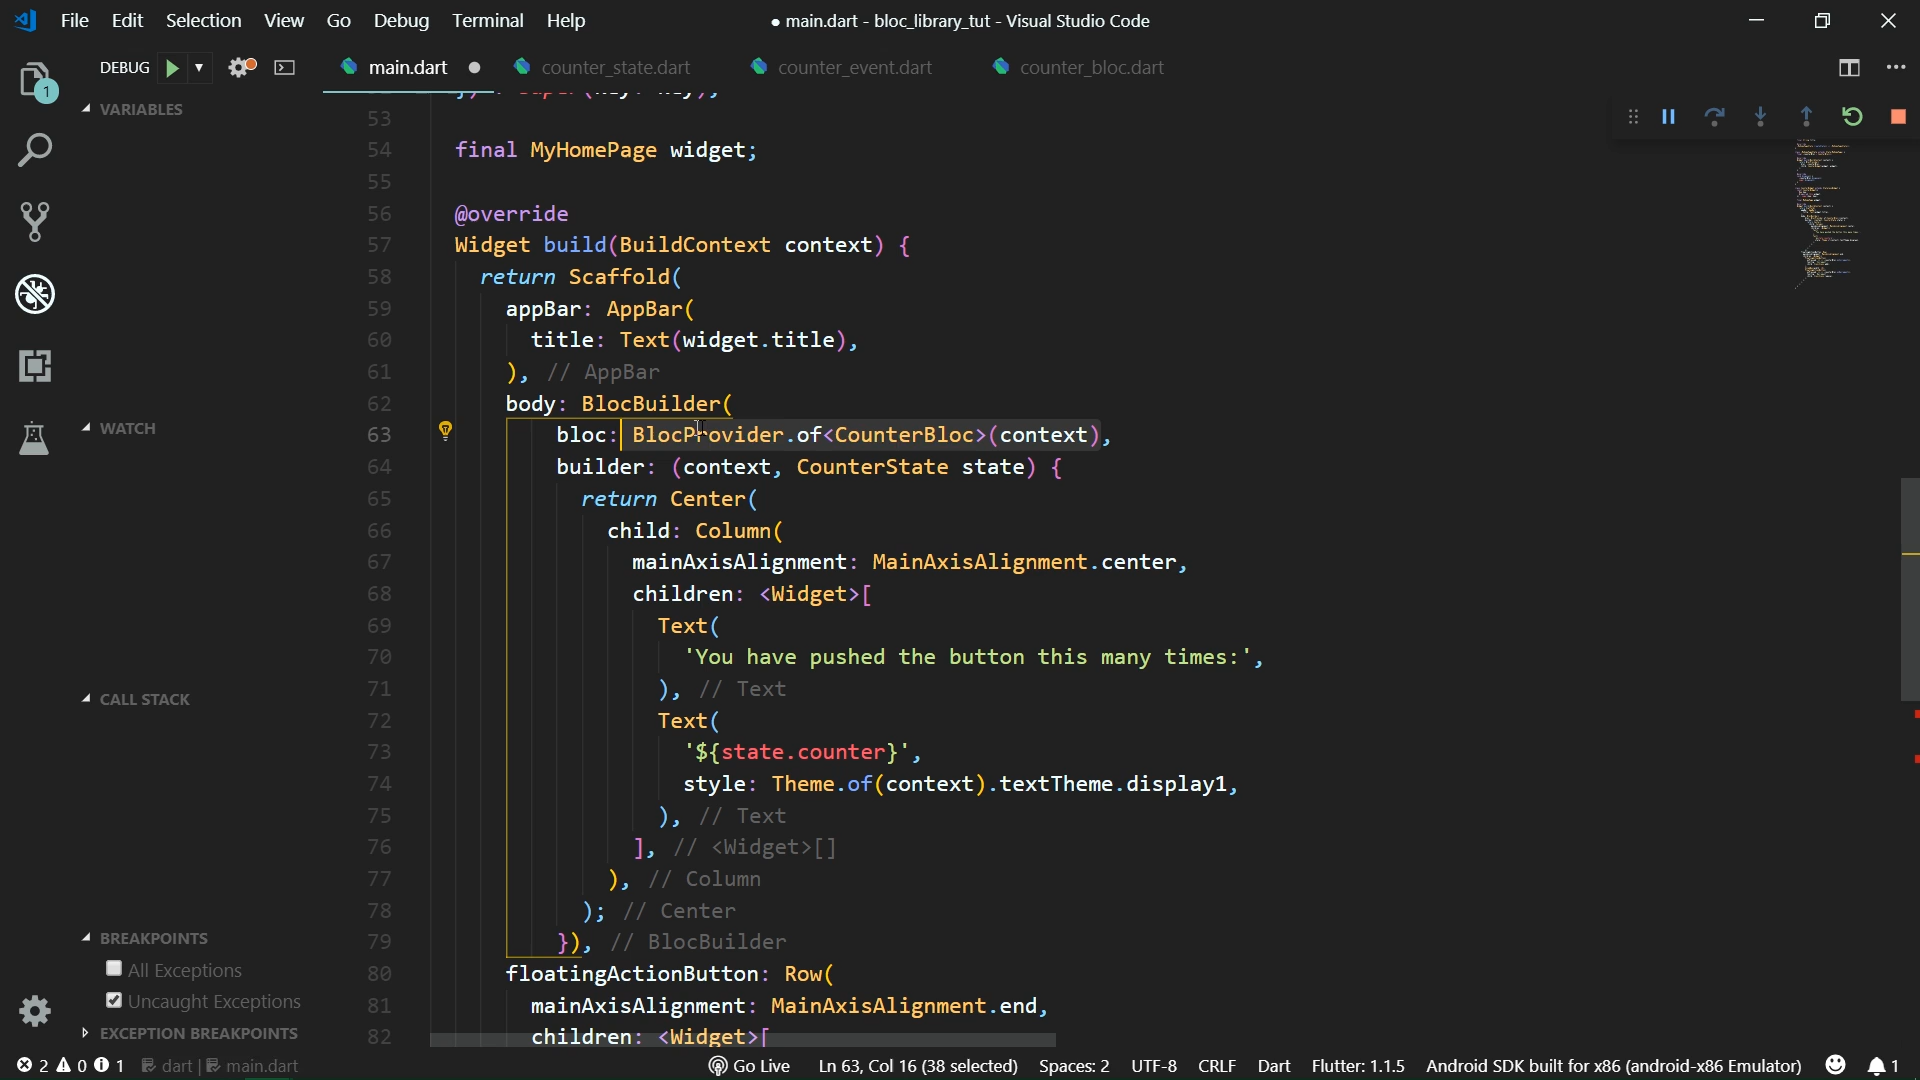 File Edit Selection View Go Debug Terminal Help
● main.dart - bloc_library_tut - Visual Studio Code
DEBUG
main.dart
counter_state.dart
counter_event.dart
counter_bloc.dart
1
VARIABLES
WATCH
CALL STACK
BREAKPOINTS
All Exceptions
Uncaught Exceptions
EXCEPTION BREAKPOINTS
53
54 final MyHomePage widget;
55
56 @override
57 Widget build(BuildContext context) {
58 return Scaffold(
59 appBar: AppBar(
60 title: Text(widget.title),
61 ), // AppBar
62 body: BlocBuilder(
63 bloc: BlocProvider.of<CounterBloc>(context),
64 builder: (context, CounterState state) {
65 return Center(
66 child: Column(
67 mainAxisAlignment: MainAxisAlignment.center,
68 children: <Widget>[
69 Text(
70 'You have pushed the button this many times:',
71 ), // Text
72 Text(
73 '${state.counter}',
74 style: Theme.of(context).textTheme.display1,
75 ), // Text
76 ], // <Widget>[]
77 ), // Column
78 ); // Center
79 }), // BlocBuilder
80 floatingActionButton: Row(
81 mainAxisAlignment: MainAxisAlignment.end,
82 children: <Widget>[
2 0 1 dart | main.dart
Go Live Ln 63, Col 16 (38 selected) Spaces: 2 UTF-8 CRLF Dart Flutter: 1.1.5 Android SDK built for x86 (android-x86 Emulator) 1